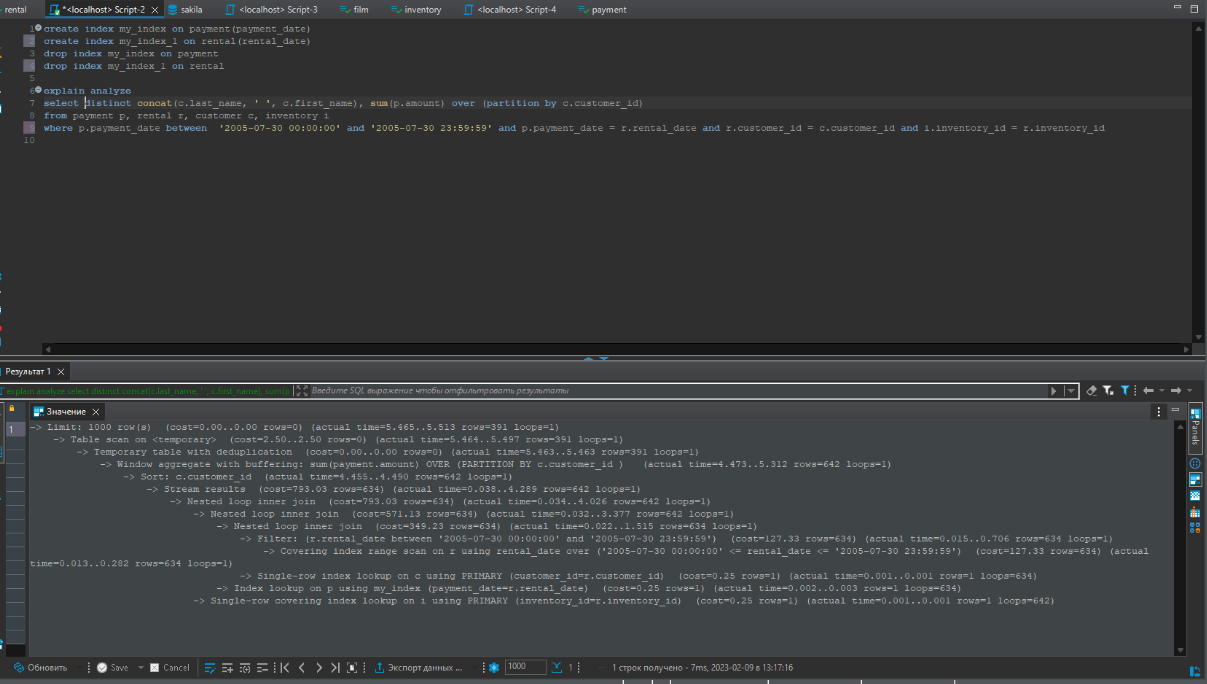 rental
*<localhost> Script-2
sakila
<localhost> Script-3
film
inventory
<localhost> Script-4
payment
1 create index my_index on payment(payment_date)
2 create index my_index_1 on rental(rental_date)
3 drop index my_index on payment
4 drop index my_index_1 on rental
5
6 explain analyze
7 select distinct concat(c.last_name, ' ', c.first_name), sum(p.amount) over (partition by c.customer_id)
8 from payment p, rental r, customer c, inventory i
9 where p.payment_date between  '2005-07-30 00:00:00' and '2005-07-30 23:59:59' and p.payment_date = r.rental_date and r.customer_id = c.customer_id and i.inventory_id = r.inventory_id
10
Результат 1
explain analyze select distinct concat(c.last_name, ' ', c.first_name), sum(p
Введите SQL выражение чтобы отфильтровать результаты
Значение
1
Panels
-> Limit: 1000 row(s)  (cost=0.00..0.00 rows=0) (actual time=5.465..5.513 rows=391 loops=1)
-> Table scan on <temporary>  (cost=2.50..2.50 rows=0) (actual time=5.464..5.497 rows=391 loops=1)
-> Temporary table with deduplication  (cost=0.00..0.00 rows=0) (actual time=5.463..5.463 rows=391 loops=1)
-> Window aggregate with buffering: sum(payment.amount) OVER (PARTITION BY c.customer_id )   (actual time=4.473..5.312 rows=642 loops=1)
-> Sort: c.customer_id  (actual time=4.455..4.490 rows=642 loops=1)
-> Stream results  (cost=793.03 rows=634) (actual time=0.038..4.289 rows=642 loops=1)
-> Nested loop inner join  (cost=793.03 rows=634) (actual time=0.034..4.026 rows=642 loops=1)
-> Nested loop inner join  (cost=571.13 rows=634) (actual time=0.032..3.377 rows=642 loops=1)
-> Nested loop inner join  (cost=349.23 rows=634) (actual time=0.022..1.515 rows=634 loops=1)
-> Filter: (r.rental_date between '2005-07-30 00:00:00' and '2005-07-30 23:59:59')  (cost=127.33 rows=634) (actual time=0.015..0.706 rows=634 loops=1)
-> Covering index range scan on r using rental_date over ('2005-07-30 00:00:00' <= rental_date <= '2005-07-30 23:59:59')  (cost=127.33 rows=634) (actual
time=0.013..0.282 rows=634 loops=1)
-> Single-row index lookup on c using PRIMARY (customer_id=r.customer_id)  (cost=0.25 rows=1) (actual time=0.001..0.001 rows=1 loops=634)
-> Index lookup on p using my_index (payment_date=r.rental_date)  (cost=0.25 rows=1) (actual time=0.002..0.003 rows=1 loops=634)
-> Single-row covering index lookup on i using PRIMARY (inventory_id=r.inventory_id)  (cost=0.25 rows=1) (actual time=0.001..0.001 rows=1 loops=642)
Обновить
Save
Cancel
Экспорт данных ...
1000
1
1 строк получено - 7ms, 2023-02-09 в 13:17:16